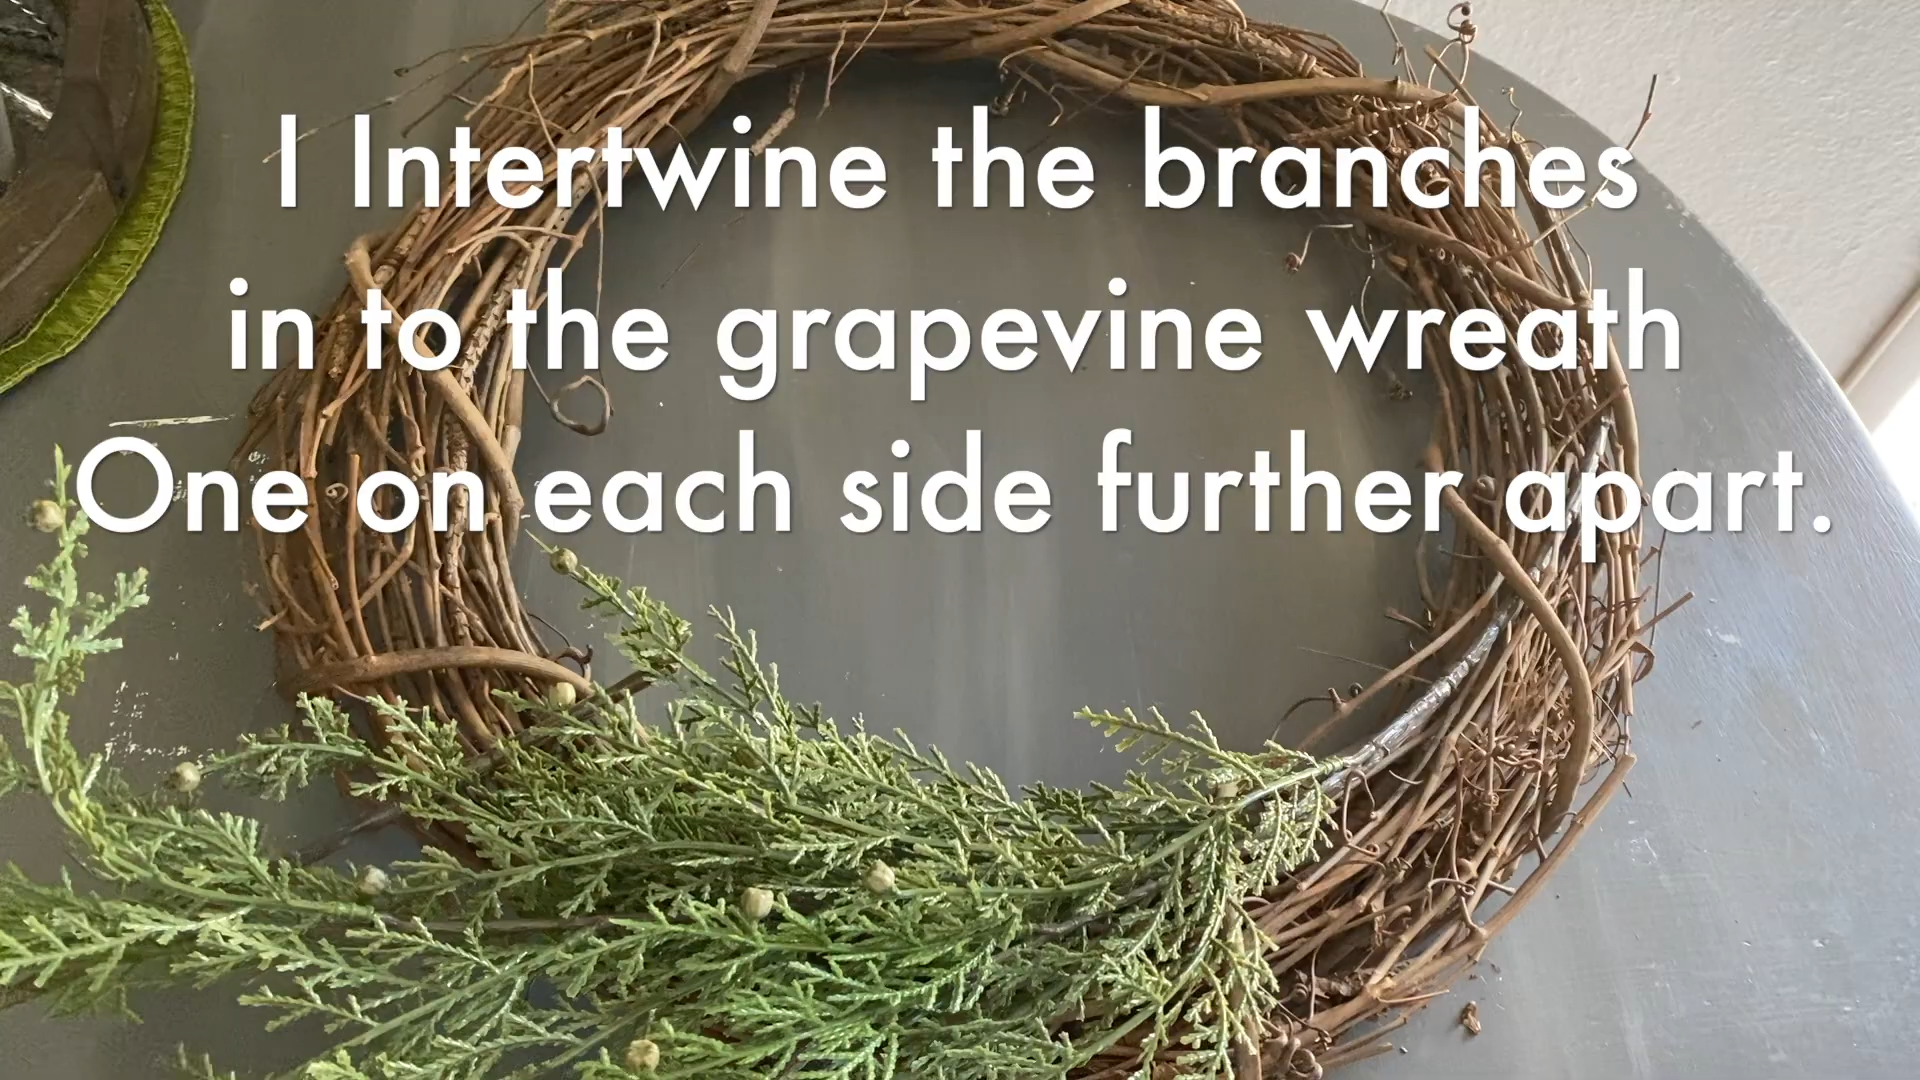 I Intertwine the branches
in to the grapevine wreath
One on each side further apart.